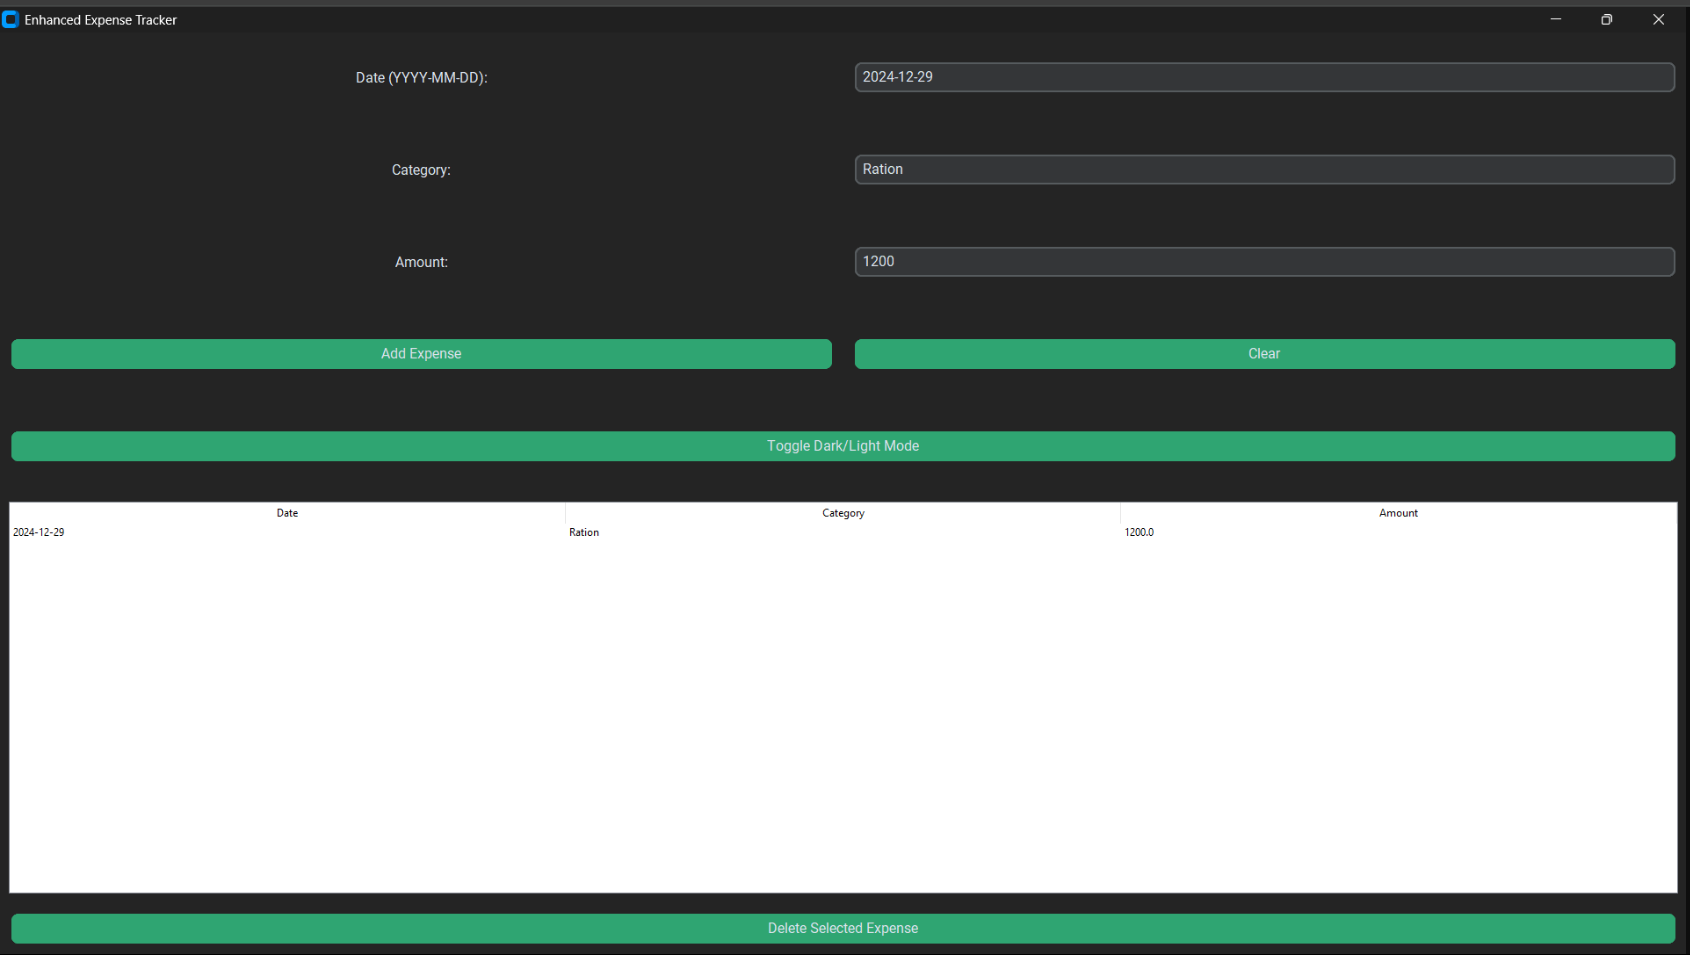 Enhanced Expense Tracker
Date (YYYY-MM-DD): 2024-12-29
Category: Ration
Amount: 1200
Add Expense Clear
Toggle Dark/Light Mode
Date Category Amount
2024-12-29 Ration 1200.0
Delete Selected Expense